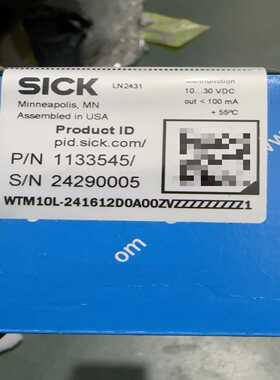 SICK
LN2431
10...30 VDC
Minneapolis, MN
out < 100 mA
Assembled in USA
+ 55ºC
Product ID
pid.sick.com/
P/N 1133545/
S/N 24290005
WTM10L-241612D0A00ZVZZZZZZZZZ1
om